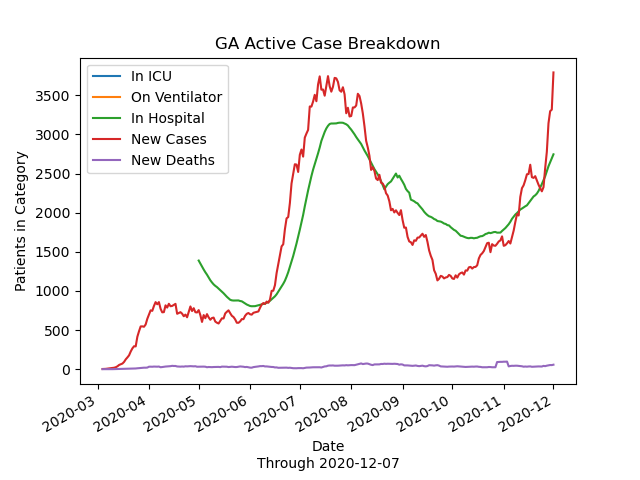 GA Active Case Breakdown
In ICU
On Ventilator
In Hospital
New Cases
New Deaths
Patients in Category
3500
3000
2500
2000
1500
1000
500
0
2020-03
2020-04
2020-05
2020-06
2020-07
2020-08
2020-09
2020-10
2020-11
2020-12
Date
Through 2020-12-07